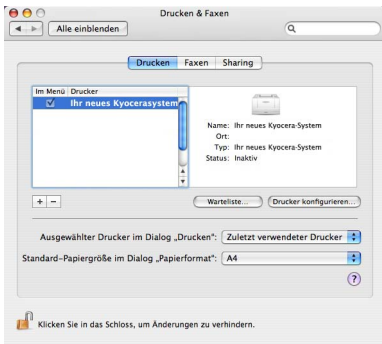 Drucken & Faxen
Alle einblenden
Drucken Faxen Sharing
Im Menü Drucker
Ihr neues Kyocerasystem
Name: Ihr neues Kyocera-System
Ort:
Typ: Ihr neues Kyocera-System
Status: Inaktiv
+ −
Warteliste... Drucker konfigurieren...
Ausgewählter Drucker im Dialog „Drucken“: Zuletzt verwendeter Drucker
Standard-Papiergröße im Dialog „Papierformat“: A4
?
Klicken Sie in das Schloss, um Änderungen zu verhindern.